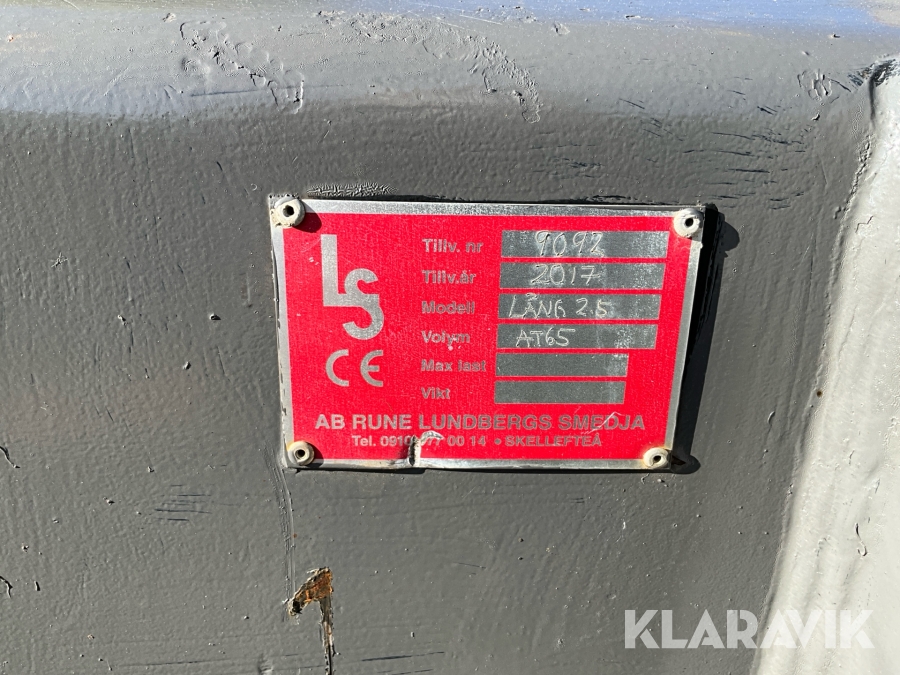 LS
CE
Tillv. nr 9092
Tillv.år 2017
Modell LÅNG 2.5
Volym AT65
Max last
Vikt
AB RUNE LUNDBERGS SMEDJA
Tel. 0910-77 00 14 • SKELLEFTEÅ
KLARAVIK